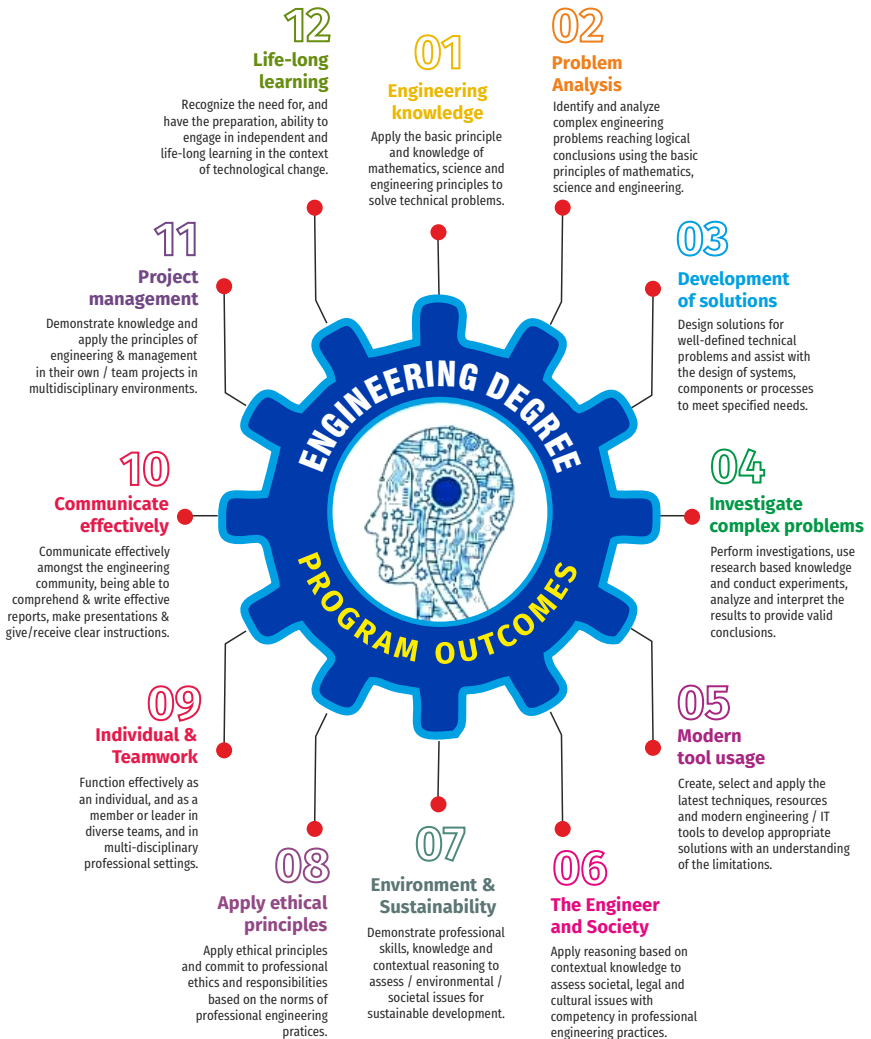 ENGINEERING DEGREE
PROGRAM OUTCOMES
01
Engineering
knowledge
Apply the basic principle
and knowledge of
mathematics, science and
engineering principles to
solve technical problems.
02
Problem
Analysis
Identify and analyze
complex engineering
problems reaching logical
conclusions using the basic
principles of mathematics,
science and engineering.
03
Development
of solutions
Design solutions for
well-defined technical
problems and assist with
the design of systems,
components or processes
to meet specified needs.
04
Investigate
complex problems
Perform investigations, use
research based knowledge
and conduct experiments,
analyze and interpret the
results to provide valid
conclusions.
05
Modern
tool usage
Create, select and apply the
latest techniques, resources
and modern engineering / IT
tools to develop appropriate
solutions with an understanding
of the limitations.
06
The Engineer
and Society
Apply reasoning based on
contextual knowledge to
assess societal, legal and
cultural issues with
competency in professional
engineering practices.
07
Environment &
Sustainability
Demonstrate professional
skills, knowledge and
contextual reasoning to
assess / environmental /
societal issues for
sustainable development.
08
Apply ethical
principles
Apply ethical principles
and commit to professional
ethics and responsibilities
based on the norms of
professional engineering
pratices.
09
Individual &
Teamwork
Function effectively as
an individual, and as a
member or leader in
diverse teams, and in
multi-disciplinary
professional settings.
10
Communicate
effectively
Communicate effectively
amongst the engineering
community, being able to
comprehend & write effective
reports, make presentations &
give/receive clear instructions.
11
Project
management
Demonstrate knowledge and
apply the principles of
engineering & management
in their own / team projects in
multidisciplinary environments.
12
Life-long
learning
Recognize the need for, and
have the preparation, ability to
engage in independent and
life-long learning in the context
of technological change.